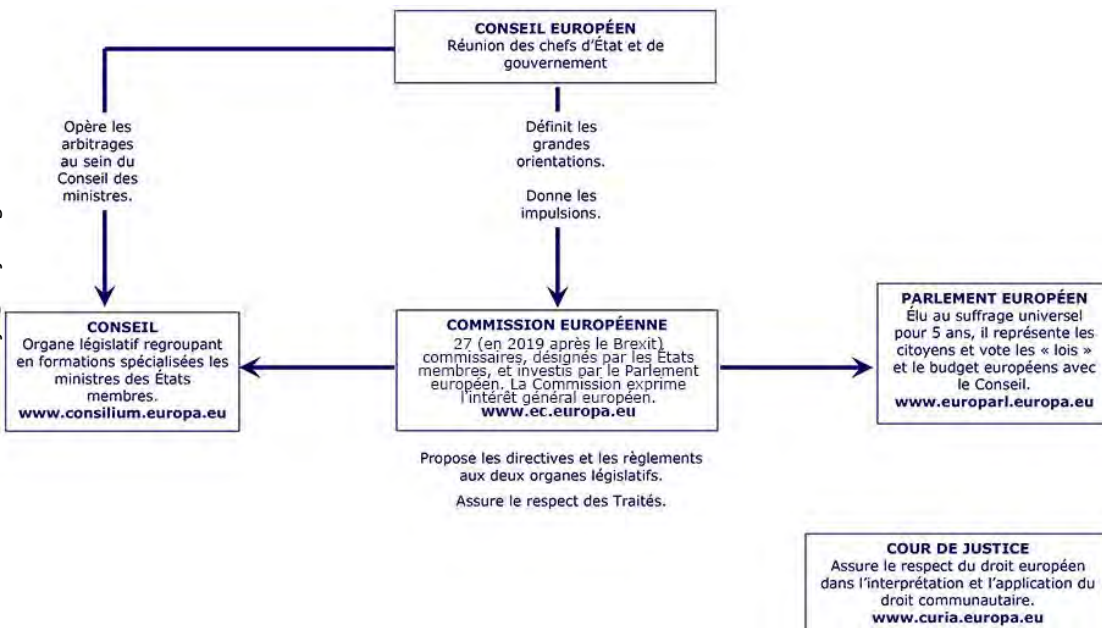 CONSEIL EUROPÉEN
Réunion des chefs d'État et de
gouvernement
Opère les
arbitrages
au sein du
Conseil des
ministres.
Définit les
grandes
orientations.
Donne les
impulsions.
CONSEIL
Organe législatif regroupant
en formations spécialisées les
ministres des États
membres.
www.consilium.europa.eu
COMMISSION EUROPÉENNE
27 (en 2019 après le Brexit)
commissaires, désignés par les États
membres, et investis par le Parlement
européen. La Commission exprime
l'intérêt général européen.
www.ec.europa.eu
PARLEMENT EUROPÉEN
Élu au suffrage universel
pour 5 ans, il représente les
citoyens et vote les « lois »
et le budget européens avec
le Conseil.
www.europarl.europa.eu
Propose les directives et les règlements
aux deux organes législatifs.
Assure le respect des Traités.
COUR DE JUSTICE
Assure le respect du droit européen
dans l'interprétation et l'application du
droit communautaire.
www.curia.europa.eu